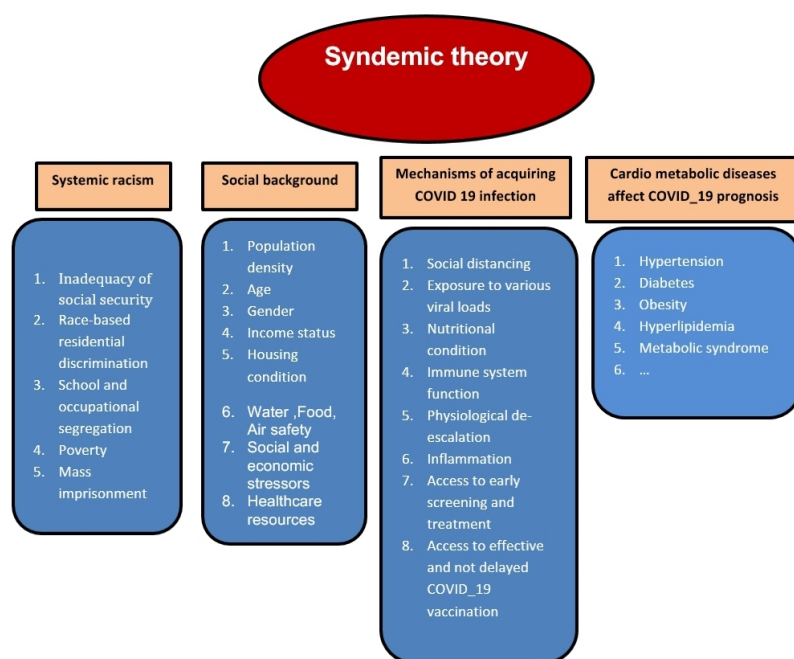 Syndemic theory
Systemic racism
1. Inadequacy of
social security
2. Race-based
residential
discrimination
3. School and
occupational
segregation
4. Poverty
5. Mass
imprisonment
Social background
1. Population
density
2. Age
3. Gender
4. Income status
5. Housing
condition
6. Water ,Food,
Air safety
7. Social and
economic
stressors
8. Healthcare
resources
Mechanisms of acquiring
COVID 19 infection
1. Social distancing
2. Exposure to various
viral loads
3. Nutritional
condition
4. Immune system
function
5. Physiological de-
escalation
6. Inflammation
7. Access to early
screening and
treatment
8. Access to effective
and not delayed
COVID_19
vaccination
Cardio metabolic diseases
affect COVID_19 prognosis
1. Hypertension
2. Diabetes
3. Obesity
4. Hyperlipidemia
5. Metabolic syndrome
6. ...